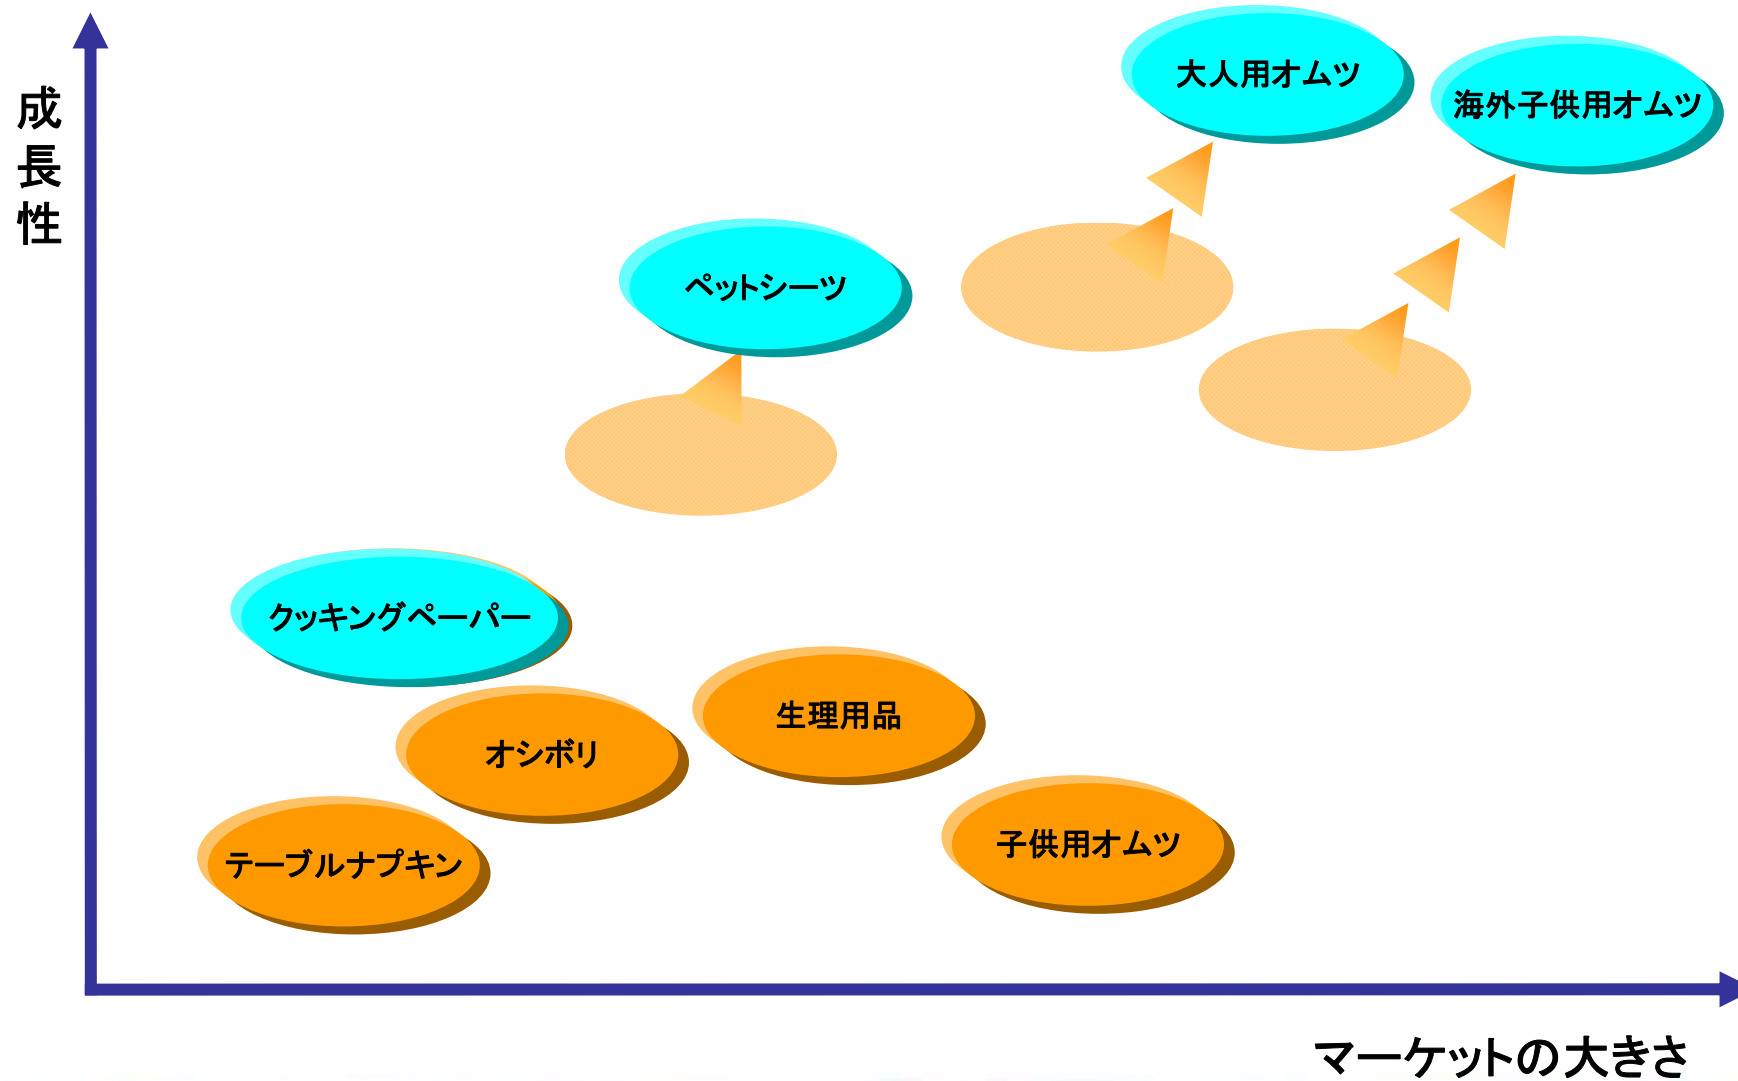 成長性
大人用オムツ
海外子供用オムツ
ペットシーツ
クッキングペーパー
生理用品
オシボリ
子供用オムツ
テーブルナプキン
マーケットの大きさ